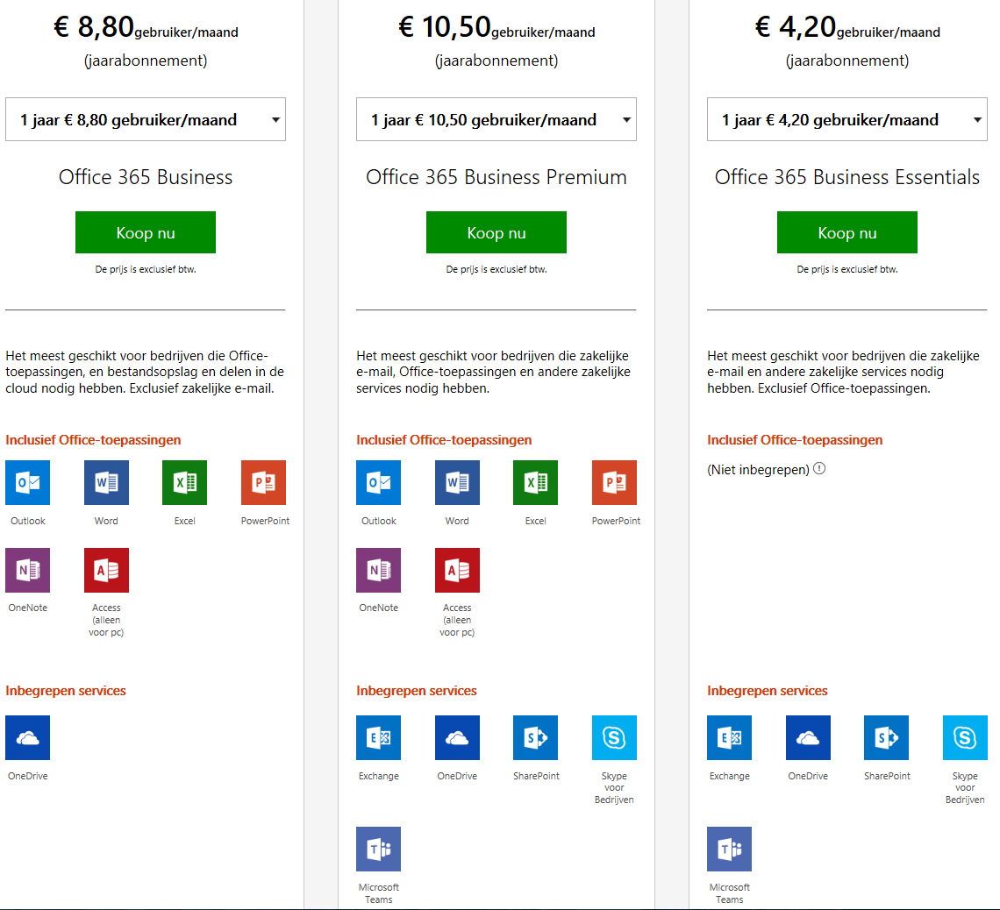 € 8,80gebruiker/maand
(jaarabonnement)
1 jaar € 8,80 gebruiker/maand
Office 365 Business
Koop nu
De prijs is exclusief btw.
Het meest geschikt voor bedrijven die Office-
toepassingen, en bestandsopslag en delen in de
cloud nodig hebben. Exclusief zakelijke e-mail.
Inclusief Office-toepassingen
Outlook
Word
Excel
PowerPoint
OneNote
Access
(alleen
voor pc)
Inbegrepen services
OneDrive
€ 10,50gebruiker/maand
(jaarabonnement)
1 jaar € 10,50 gebruiker/maand
Office 365 Business Premium
Koop nu
De prijs is exclusief btw.
Het meest geschikt voor bedrijven die zakelijke
e-mail, Office-toepassingen en andere zakelijke
services nodig hebben.
Inclusief Office-toepassingen
Outlook
Word
Excel
PowerPoint
OneNote
Access
(alleen
voor pc)
Inbegrepen services
Exchange
OneDrive
SharePoint
Skype
voor
Bedrijven
Microsoft
Teams
€ 4,20gebruiker/maand
(jaarabonnement)
1 jaar € 4,20 gebruiker/maand
Office 365 Business Essentials
Koop nu
De prijs is exclusief btw.
Het meest geschikt voor bedrijven die zakelijke
e-mail en andere zakelijke services nodig
hebben. Exclusief Office-toepassingen.
Inclusief Office-toepassingen
(Niet inbegrepen)
Inbegrepen services
Exchange
OneDrive
SharePoint
Skype
voor
Bedrijven
Microsoft
Teams